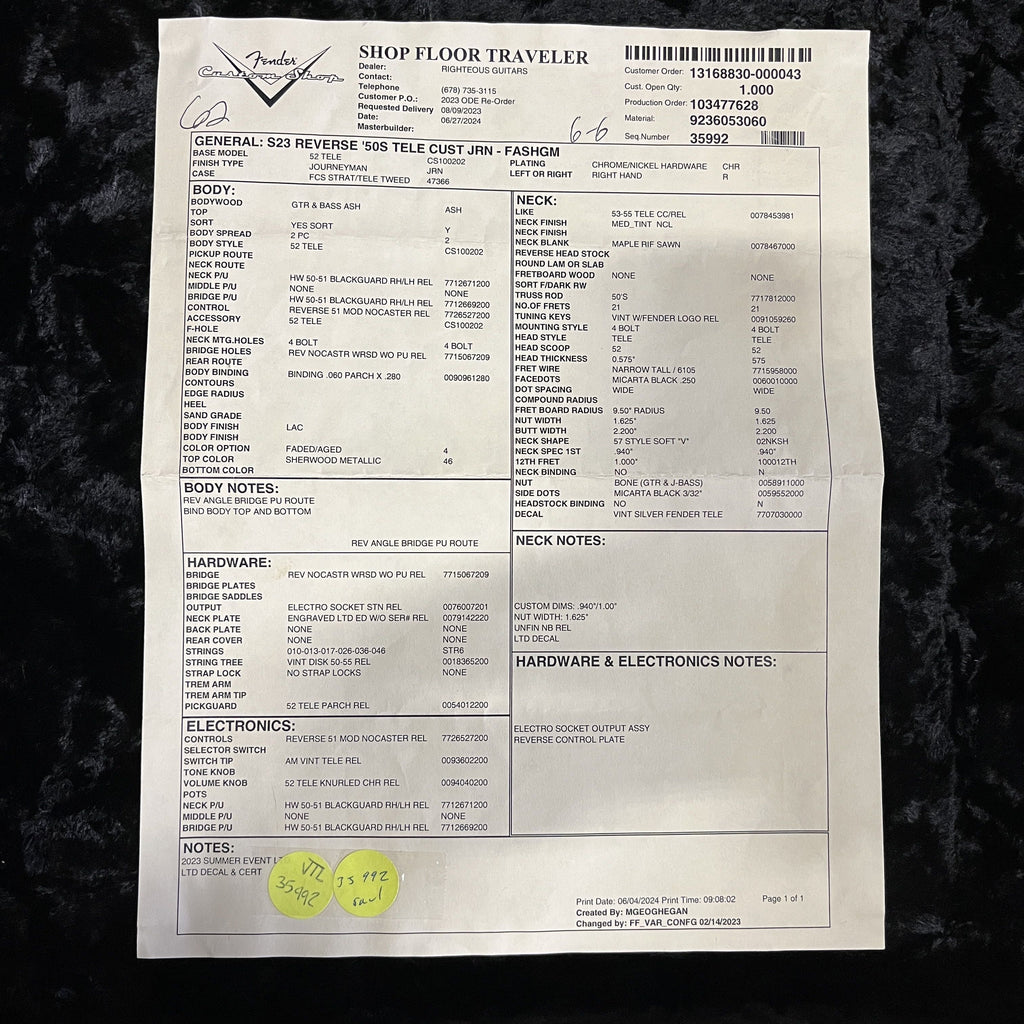 Fender
Custom Shop
SHOP FLOOR TRAVELER
Dealer: RIGHTEOUS GUITARS
Contact:
Telephone (678) 735-3115
Customer P.O.: 2023 ODE Re-Order
Requested Delivery 08/09/2023
Date: 06/27/2024
Masterbuilder:
Customer Order: 13168830-000043
Cust. Open Qty: 1.000
Production Order: 103477628
Material: 9236053060
Seq.Number 35992
62
6-6
GENERAL: S23 REVERSE '50S TELE CUST JRN - FASHGM
BASE MODEL 52 TELE CS100202 PLATING CHROME/NICKEL HARDWARE CHR
FINISH TYPE JOURNEYMAN JRN LEFT OR RIGHT RIGHT HAND R
CASE FCS STRAT/TELE TWEED 47366
BODY:
BODYWOOD GTR & BASS ASH ASH
TOP
SORT YES SORT Y
BODY SPREAD 2 PC 2
BODY STYLE 52 TELE CS100202
PICKUP ROUTE
NECK ROUTE
NECK P/U HW 50-51 BLACKGUARD RH/LH REL 7712671200
MIDDLE P/U NONE NONE
BRIDGE P/U HW 50-51 BLACKGUARD RH/LH REL 7712669200
CONTROL REVERSE 51 MOD NOCASTER REL 7726527200
ACCESSORY 52 TELE CS100202
F-HOLE
NECK MTG.HOLES 4 BOLT 4 BOLT
BRIDGE HOLES REV NOCASTR WRSD WO PU REL 7715067209
REAR ROUTE
BODY BINDING BINDING .060 PARCH X .280 0090961280
CONTOURS
EDGE RADIUS
HEEL
SAND GRADE
BODY FINISH LAC
BODY FINISH
COLOR OPTION FADED/AGED 4
TOP COLOR SHERWOOD METALLIC 46
BOTTOM COLOR
BODY NOTES:
REV ANGLE BRIDGE PU ROUTE
BIND BODY TOP AND BOTTOM
REV ANGLE BRIDGE PU ROUTE
HARDWARE:
BRIDGE REV NOCASTR WRSD WO PU REL 7715067209
BRIDGE PLATES
BRIDGE SADDLES
OUTPUT ELECTRO SOCKET STN REL 0076007201
NECK PLATE ENGRAVED LTD ED W/O SER# REL 0079142220
BACK PLATE NONE NONE
REAR COVER NONE NONE
STRINGS 010-013-017-026-036-046 STR6
STRING TREE VINT DISK 50-55 REL 0018365200
STRAP LOCK NO STRAP LOCKS NONE
TREM ARM
TREM ARM TIP
PICKGUARD 52 TELE PARCH REL 0054012200
ELECTRONICS:
CONTROLS REVERSE 51 MOD NOCASTER REL 7726527200
SELECTOR SWITCH
SWITCH TIP AM VINT TELE REL 0093602200
TONE KNOB
VOLUME KNOB 52 TELE KNURLED CHR REL 0094040200
POTS
NECK P/U HW 50-51 BLACKGUARD RH/LH REL 7712671200
MIDDLE P/U NONE NONE
BRIDGE P/U HW 50-51 BLACKGUARD RH/LH REL 7712669200
NECK:
LIKE 53-55 TELE CC/REL 0078453981
NECK FINISH MED_TINT NCL
NECK FINISH
NECK BLANK MAPLE RIF SAWN 0078467000
REVERSE HEAD STOCK
ROUND LAM OR SLAB
FRETBOARD WOOD NONE NONE
SORT F/DARK RW
TRUSS ROD 50'S 7717812000
NO.OF FRETS 21 21
TUNING KEYS VINT W/FENDER LOGO REL 0091059260
MOUNTING STYLE 4 BOLT 4 BOLT
HEAD STYLE TELE TELE
HEAD SCOOP 52 52
HEAD THICKNESS 0.575" 575
FRET WIRE NARROW TALL / 6105 7715958000
FACEDOTS MICARTA BLACK .250 0060010000
DOT SPACING WIDE WIDE
COMPOUND RADIUS
FRET BOARD RADIUS 9.50" RADIUS 9.50
NUT WIDTH 1.625" 1.625
BUTT WIDTH 2.200" 2.200
NECK SHAPE 57 STYLE SOFT "V" 02NKSH
NECK SPEC 1ST .940" .940"
12TH FRET 1.000" 100012TH
NECK BINDING NO N
NUT BONE (GTR & J-BASS) 0058911000
SIDE DOTS MICARTA BLACK 3/32" 0059552000
HEADSTOCK BINDING NO N
DECAL VINT SILVER FENDER TELE 7707030000
NECK NOTES:
CUSTOM DIMS: .940"/1.00"
NUT WIDTH: 1.625"
UNFIN NB REL
LTD DECAL
HARDWARE & ELECTRONICS NOTES:
ELECTRO SOCKET OUTPUT ASSY
REVERSE CONTROL PLATE
NOTES:
2023 SUMMER EVENT
LTD DECAL & CERT
VTL
35992
35992
Saul
Print Date: 06/04/2024 Print Time: 09:08:02 Page 1 of 1
Created By: MGEOGHEGAN
Changed by: FF_VAR_CONFG 02/14/2023